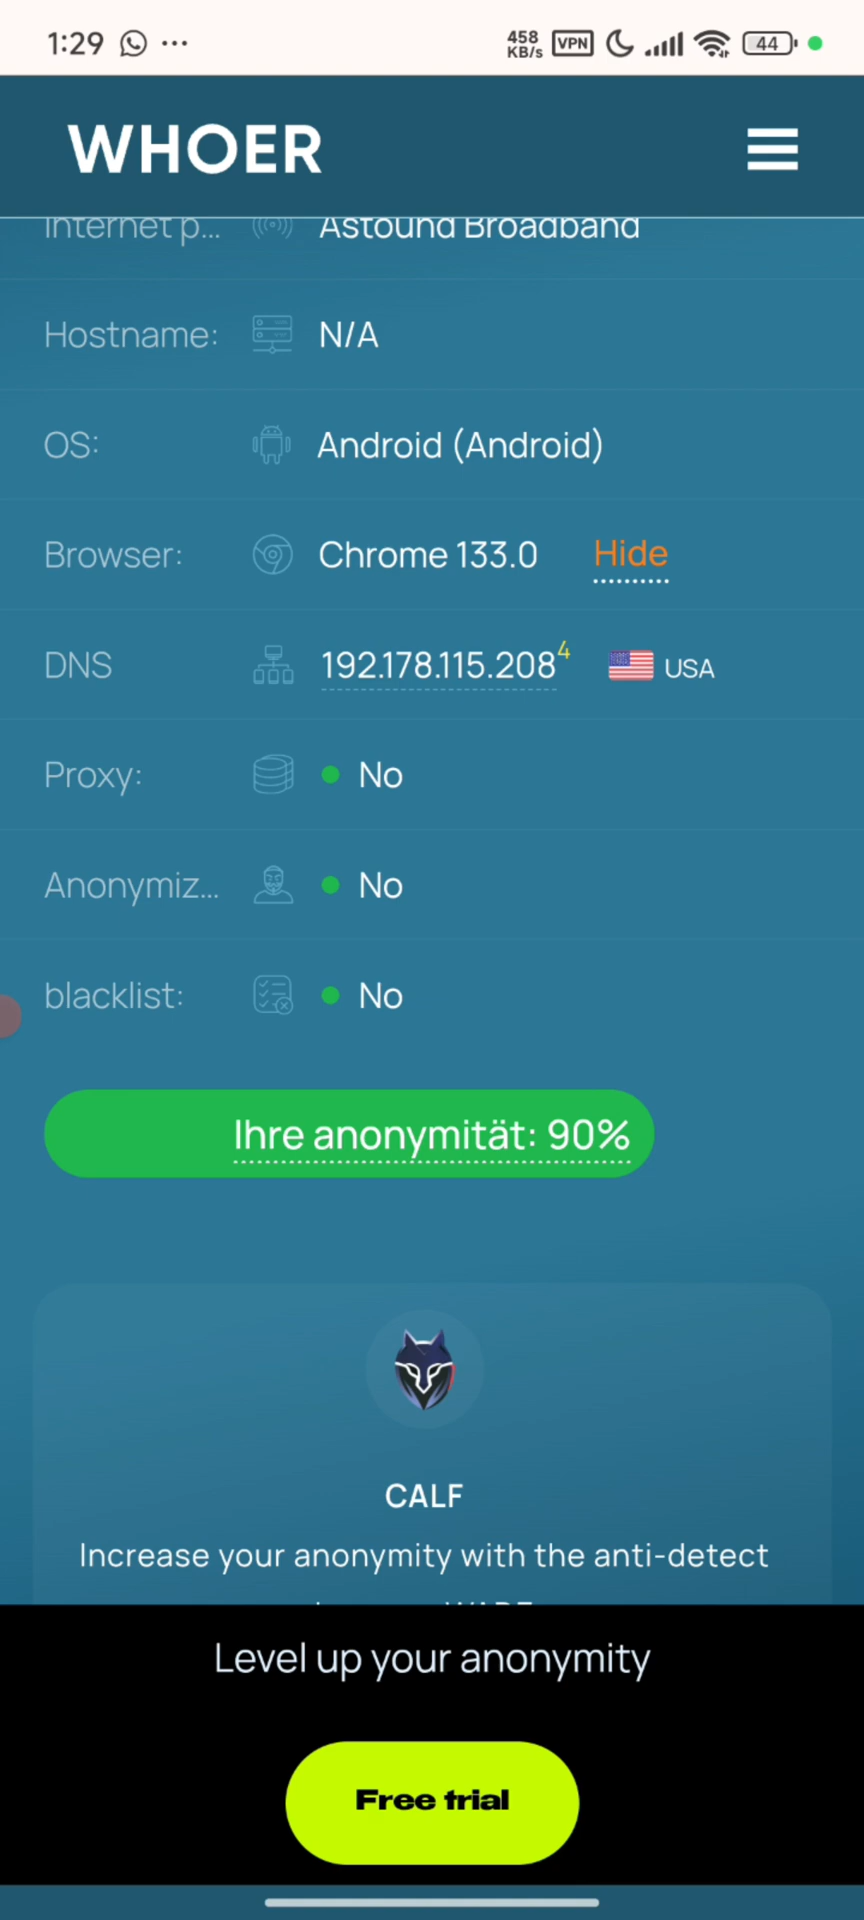 1:29 ... 458 KB/s VPN 44
WHOER
Internet p... Astound Broadband
Hostname: N/A
OS: Android (Android)
Browser: Chrome 133.0 Hide
DNS 192.178.115.208 4 USA
Proxy: No
Anonymiz... No
blacklist: No
Ihre anonymität: 90%
CALF
Increase your anonymity with the anti-detect
Level up your anonymity
Free trial